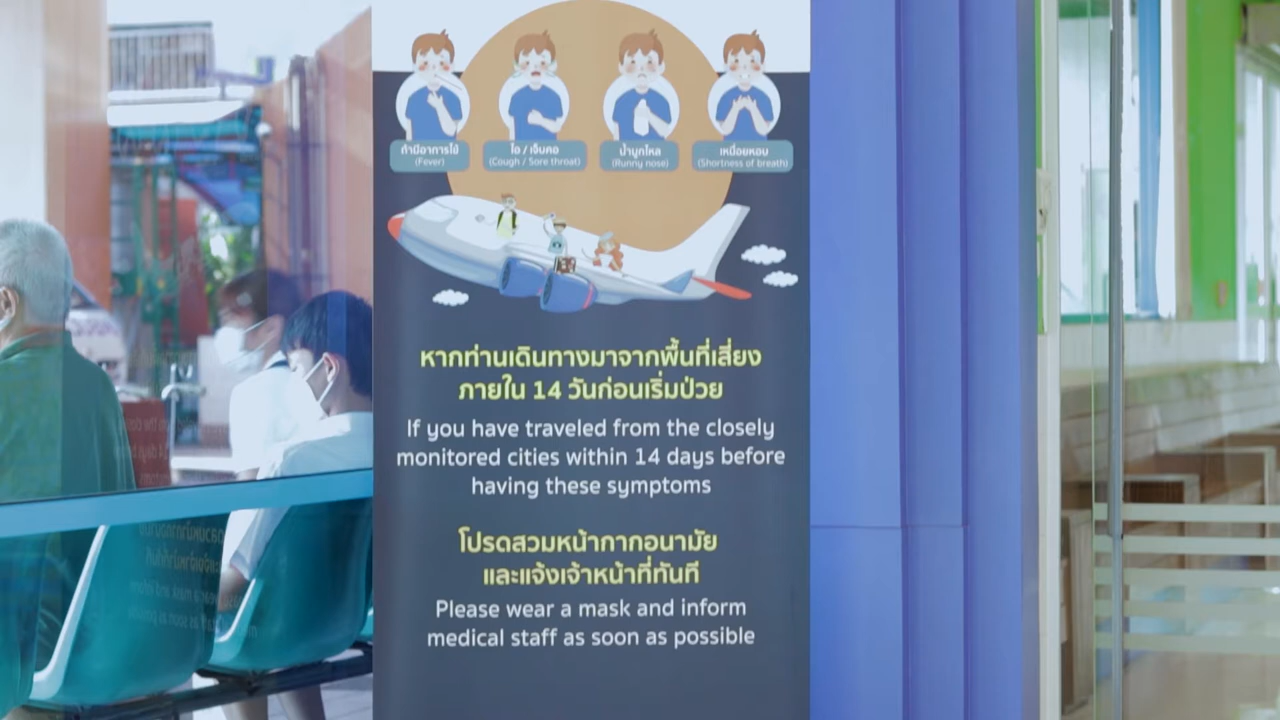 ถ้ามีอาการไข้
(Fever)
ไอ / เจ็บคอ
(Cough / Sore throat)
น้ำมูกไหล
(Runny nose)
เหนื่อยหอบ
(Shortness of breath)
หากท่านเดินทางมาจากพื้นที่เสี่ยง
ภายใน 14 วันก่อนเริ่มป่วย
If you have traveled from the closely
monitored cities within 14 days before
having these symptoms
โปรดสวมหน้ากากอนามัย
และแจ้งเจ้าหน้าที่ทันที
Please wear a mask and inform
medical staff as soon as possible